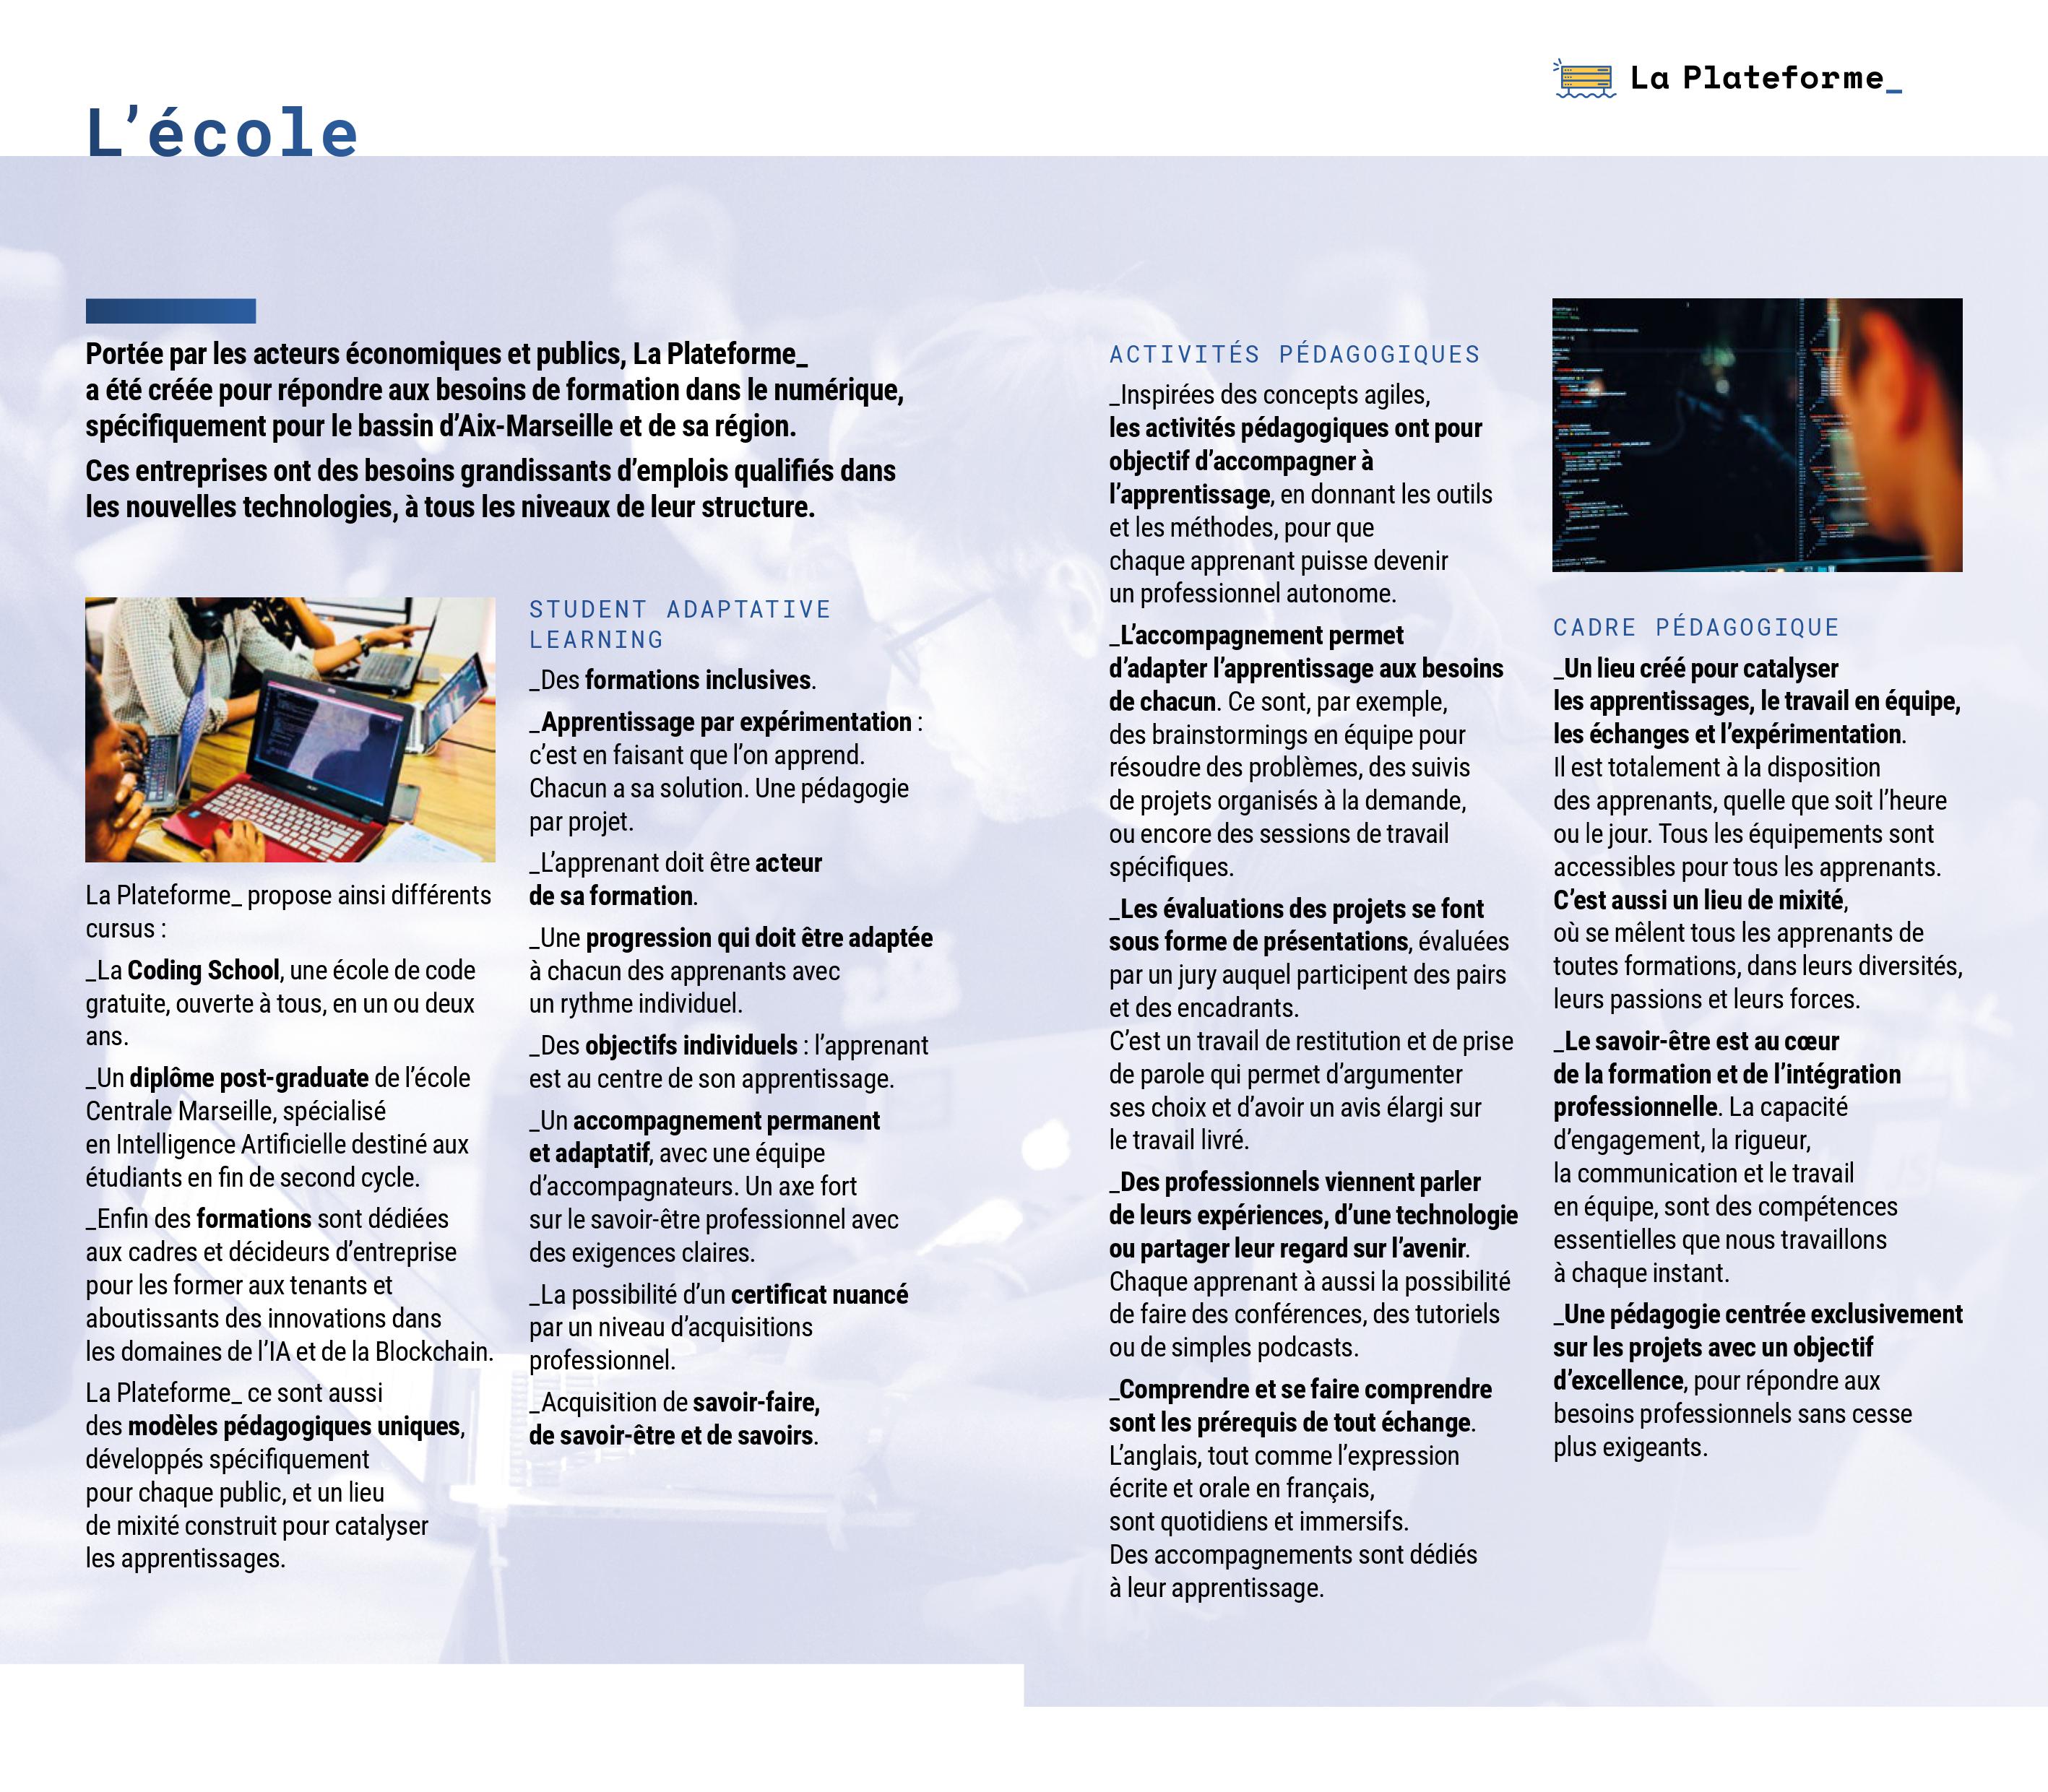 La Plateforme_
L’école
Portée par les acteurs économiques et publics, La Plateforme_
a été créée pour répondre aux besoins de formation dans le numérique,
spécifiquement pour le bassin d’Aix-Marseille et de sa région.
Ces entreprises ont des besoins grandissants d’emplois qualifiés dans
les nouvelles technologies, à tous les niveaux de leur structure.
La Plateforme_ propose ainsi différents
cursus :
_La Coding School, une école de code
gratuite, ouverte à tous, en un ou deux
ans.
_Un diplôme post-graduate de l’école
Centrale Marseille, spécialisé
en Intelligence Artificielle destiné aux
étudiants en fin de second cycle.
_Enfin des formations sont dédiées
aux cadres et décideurs d’entreprise
pour les former aux tenants et
aboutissants des innovations dans
les domaines de l’IA et de la Blockchain.
La Plateforme_ ce sont aussi
des modèles pédagogiques uniques,
développés spécifiquement
pour chaque public, et un lieu
de mixité construit pour catalyser
les apprentissages.
STUDENT ADAPTATIVE
LEARNING
_Des formations inclusives.
_Apprentissage par expérimentation :
c’est en faisant que l’on apprend.
Chacun a sa solution. Une pédagogie
par projet.
_L’apprenant doit être acteur
de sa formation.
_Une progression qui doit être adaptée
à chacun des apprenants avec
un rythme individuel.
_Des objectifs individuels : l’apprenant
est au centre de son apprentissage.
_Un accompagnement permanent
et adaptatif, avec une équipe
d’accompagnateurs. Un axe fort
sur le savoir-être professionnel avec
des exigences claires.
_La possibilité d’un certificat nuancé
par un niveau d’acquisitions
professionnel.
_Acquisition de savoir-faire,
de savoir-être et de savoirs.
ACTIVITÉS PÉDAGOGIQUES
_Inspirées des concepts agiles,
les activités pédagogiques ont pour
objectif d’accompagner à
l’apprentissage, en donnant les outils
et les méthodes, pour que
chaque apprenant puisse devenir
un professionnel autonome.
_L’accompagnement permet
d’adapter l’apprentissage aux besoins
de chacun. Ce sont, par exemple,
des brainstormings en équipe pour
résoudre des problèmes, des suivis
de projets organisés à la demande,
ou encore des sessions de travail
spécifiques.
_Les évaluations des projets se font
sous forme de présentations, évaluées
par un jury auquel participent des pairs
et des encadrants.
C’est un travail de restitution et de prise
de parole qui permet d’argumenter
ses choix et d’avoir un avis élargi sur
le travail livré.
_Des professionnels viennent parler
de leurs expériences, d’une technologie
ou partager leur regard sur l’avenir.
Chaque apprenant à aussi la possibilité
de faire des conférences, des tutoriels
ou de simples podcasts.
_Comprendre et se faire comprendre
sont les prérequis de tout échange.
L’anglais, tout comme l’expression
écrite et orale en français,
sont quotidiens et immersifs.
Des accompagnements sont dédiés
à leur apprentissage.
CADRE PÉDAGOGIQUE
_Un lieu créé pour catalyser
les apprentissages, le travail en équipe,
les échanges et l’expérimentation.
Il est totalement à la disposition
des apprenants, quelle que soit l’heure
ou le jour. Tous les équipements sont
accessibles pour tous les apprenants.
C’est aussi un lieu de mixité,
où se mêlent tous les apprenants de
toutes formations, dans leurs diversités,
leurs passions et leurs forces.
_Le savoir-être est au cœur
de la formation et de l’intégration
professionnelle. La capacité
d’engagement, la rigueur,
la communication et le travail
en équipe, sont des compétences
essentielles que nous travaillons
à chaque instant.
_Une pédagogie centrée exclusivement
sur les projets avec un objectif
d’excellence, pour répondre aux
besoins professionnels sans cesse
plus exigeants.